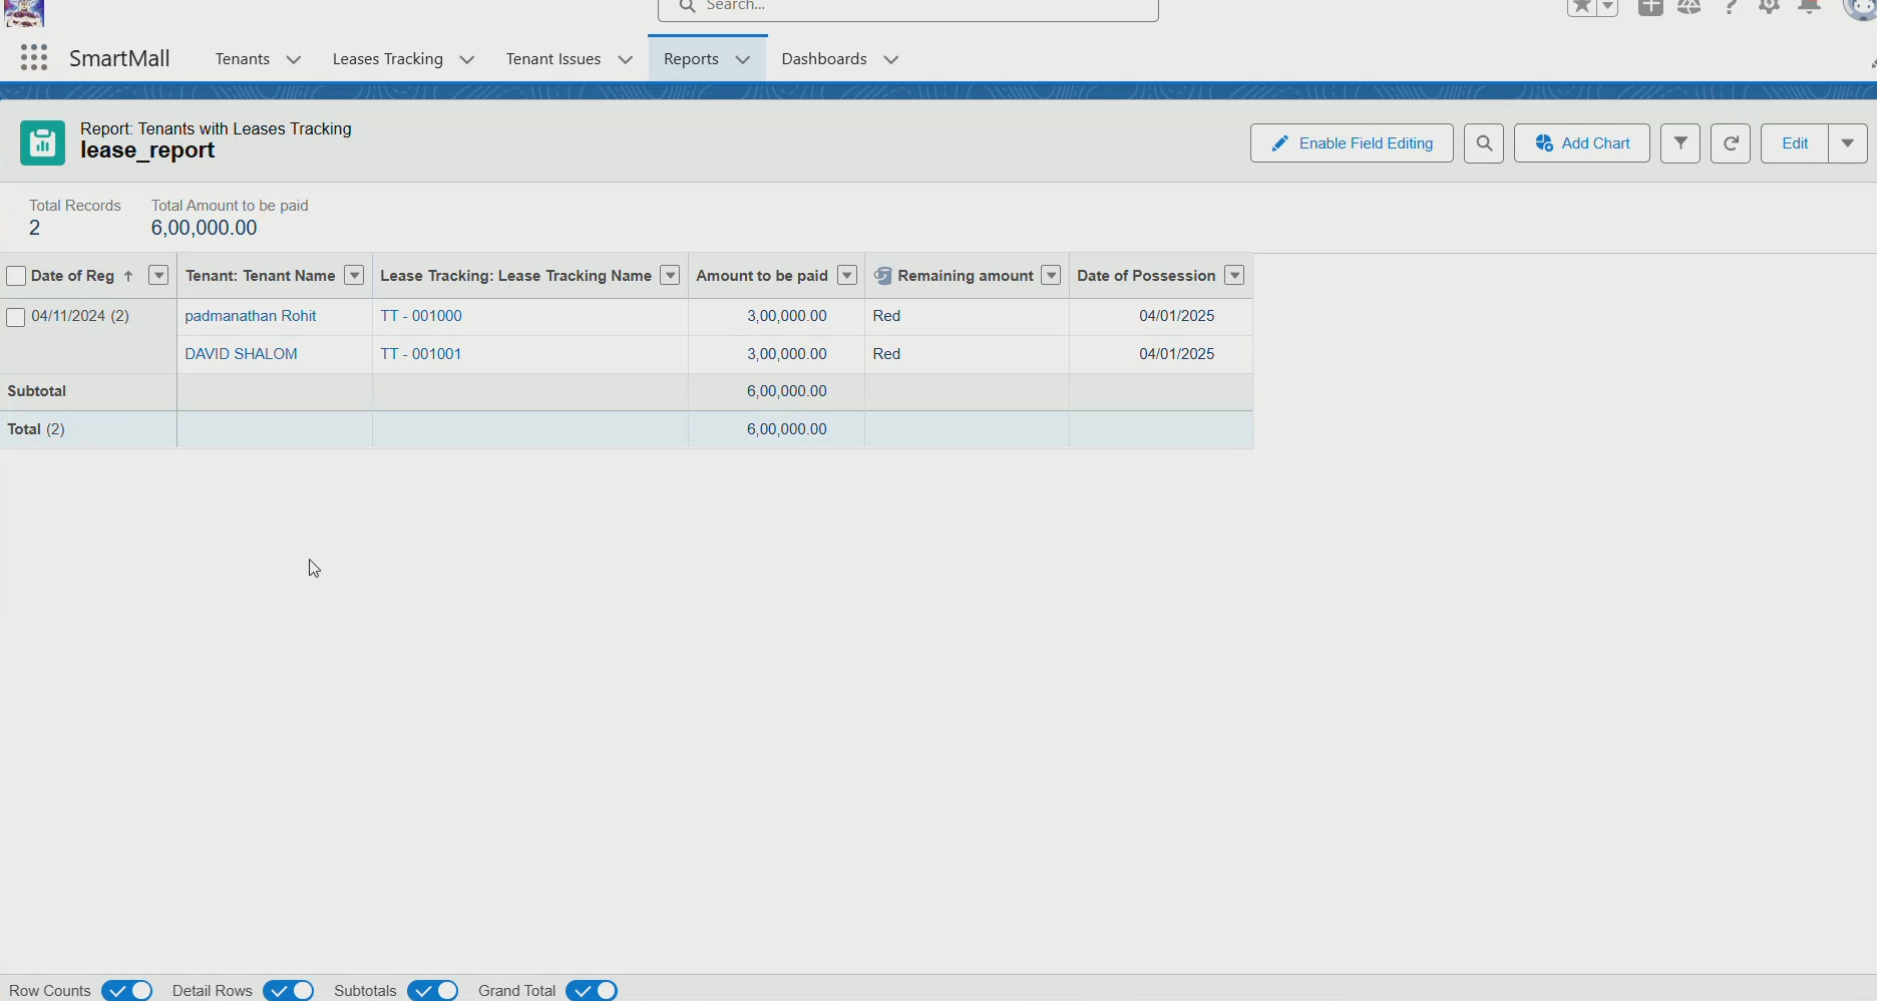 Search...
SmartMall Tenants Leases Tracking Tenant Issues Reports Dashboards
Report: Tenants with Leases Tracking
lease_report
Enable Field Editing Add Chart Edit
Total Records Total Amount to be paid
2 6,00,000.00
Date of Reg ↑ Tenant: Tenant Name Lease Tracking: Lease Tracking Name Amount to be paid Remaining amount Date of Possession
04/11/2024 (2) padmanathan Rohit TT - 001000 3,00,000.00 Red 04/01/2025
DAVID SHALOM TT - 001001 3,00,000.00 Red 04/01/2025
Subtotal 6,00,000.00
Total (2) 6,00,000.00
Row Counts Detail Rows Subtotals Grand Total